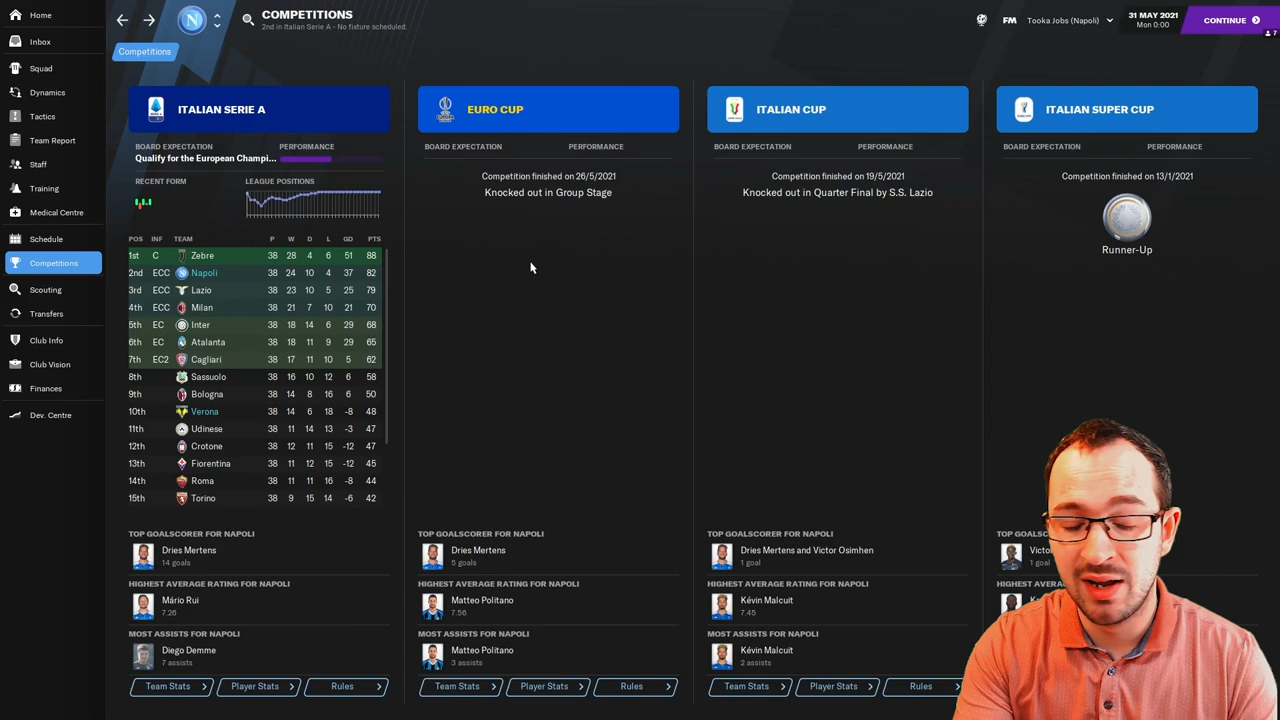 Home
COMPETITIONS
2nd in Italian Serie A - No fixture scheduled.
FM
Tooka Jobs (Napoli)
31 MAY 2021
Mon 0:00
CONTINUE
7
Inbox
Squad
Dynamics
Tactics
Team Report
Staff
Training
Medical Centre
Schedule
Competitions
Scouting
Transfers
Club Info
Club Vision
Finances
Dev. Centre
Competitions
ITALIAN SERIE A
BOARD EXPECTATION PERFORMANCE
Qualify for the European Champi...
RECENT FORM LEAGUE POSITIONS
POS INF TEAM P W D L GD PTS
1st C Zebre 38 28 4 6 51 88
2nd ECC Napoli 38 24 10 4 37 82
3rd ECC Lazio 38 23 10 5 25 79
4th ECC Milan 38 21 7 10 21 70
5th EC Inter 38 18 14 6 29 68
6th EC Atalanta 38 18 11 9 29 65
7th EC2 Cagliari 38 17 11 10 5 62
8th Sassuolo 38 16 10 12 6 58
9th Bologna 38 14 8 16 6 50
10th Verona 38 14 6 18 -8 48
11th Udinese 38 11 14 13 -3 47
12th Crotone 38 12 11 15 -12 47
13th Fiorentina 38 11 12 15 -12 45
14th Roma 38 11 11 16 -8 44
15th Torino 38 9 15 14 -6 42
TOP GOALSCORER FOR NAPOLI
Dries Mertens
14 goals
HIGHEST AVERAGE RATING FOR NAPOLI
Mário Rui
7.26
MOST ASSISTS FOR NAPOLI
Diego Demme
7 assists
Team Stats Player Stats Rules
EURO CUP
BOARD EXPECTATION PERFORMANCE
Competition finished on 26/5/2021
Knocked out in Group Stage
TOP GOALSCORER FOR NAPOLI
Dries Mertens
5 goals
HIGHEST AVERAGE RATING FOR NAPOLI
Matteo Politano
7.56
MOST ASSISTS FOR NAPOLI
Matteo Politano
3 assists
Team Stats Player Stats Rules
ITALIAN CUP
BOARD EXPECTATION PERFORMANCE
Competition finished on 19/5/2021
Knocked out in Quarter Final by S.S. Lazio
TOP GOALSCORER FOR NAPOLI
Dries Mertens and Victor Osimhen
1 goal
HIGHEST AVERAGE RATING FOR NAPOLI
Kévin Malcuit
7.45
MOST ASSISTS FOR NAPOLI
Kévin Malcuit
2 assists
Team Stats Player Stats Rules
ITALIAN SUPER CUP
BOARD EXPECTATION PERFORMANCE
Competition finished on 13/1/2021
Runner-Up
TOP GOALSC
Victo
1 goal
HIGHEST AVERA
MOST ASSISTS